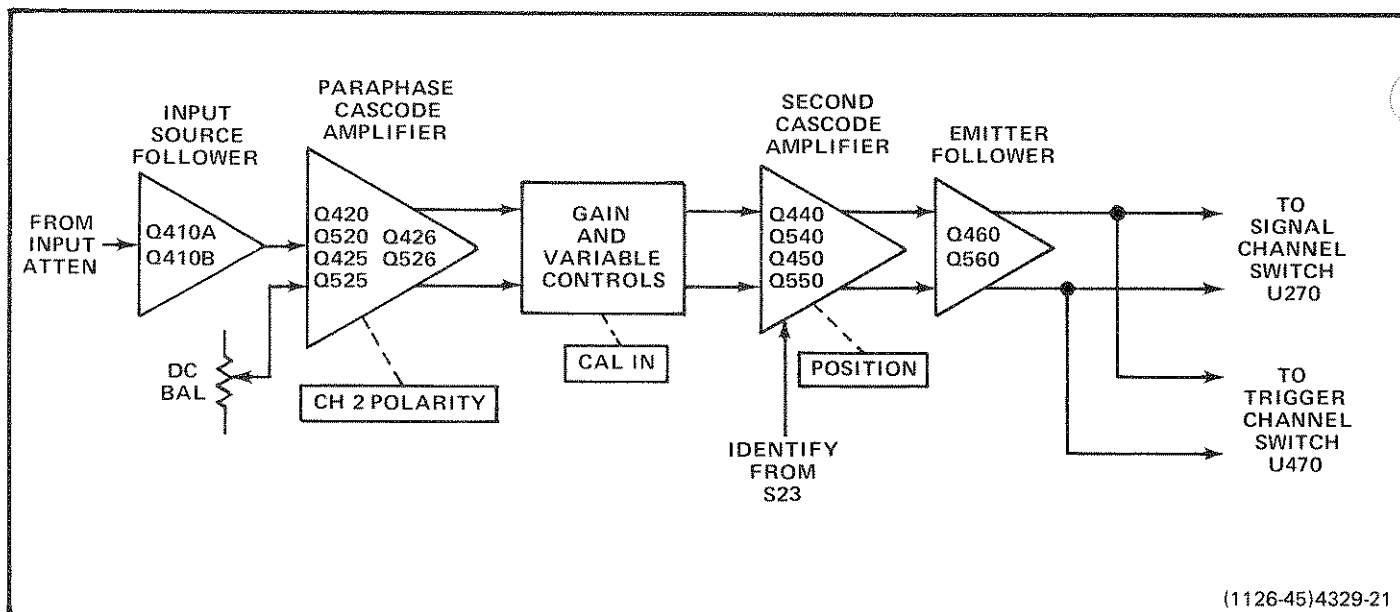 FROM
INPUT
ATTEN
INPUT
SOURCE
FOLLOWER
Q410A
Q410B
DC
BAL
PARAPHASE
CASCODE
AMPLIFIER
Q420
Q520 Q426
Q425 Q526
Q525
CH 2 POLARITY
GAIN
AND
VARIABLE
CONTROLS
CAL IN
SECOND
CASCODE
AMPLIFIER
Q440
Q540
Q450
Q550
POSITION
IDENTIFY
FROM
S23
EMITTER
FOLLOWER
Q460
Q560
TO
SIGNAL
CHANNEL
SWITCH
U270
TO
TRIGGER
CHANNEL
SWITCH
U470
(1126-45)4329-21